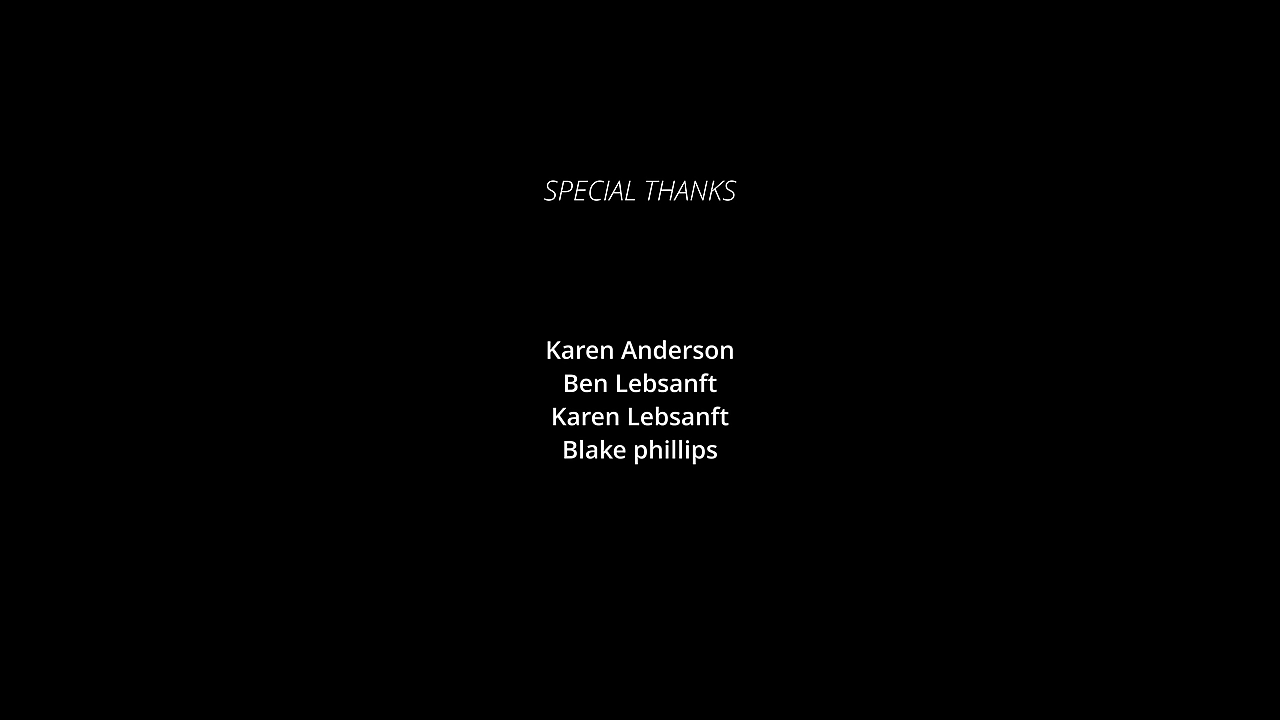 SPECIAL THANKS
Karen Anderson
Ben Lebsanft
Karen Lebsanft
Blake phillips